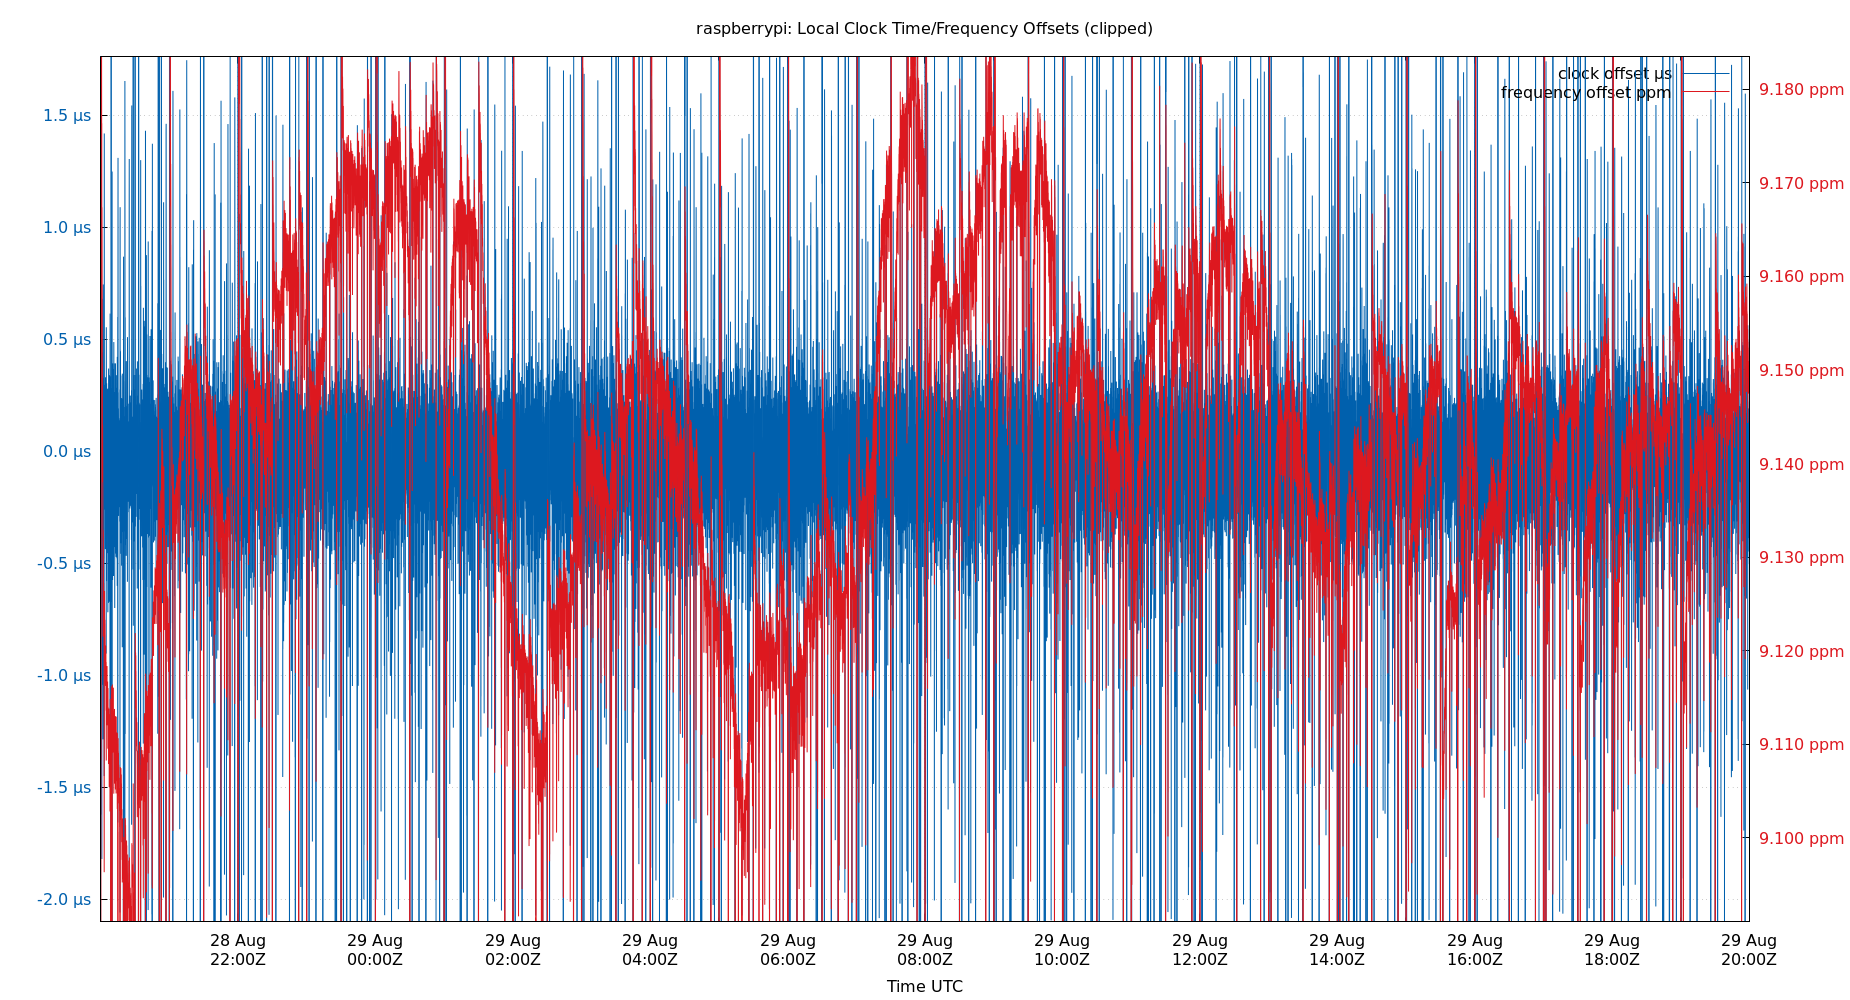 raspberrypi: Local Clock Time/Frequency Offsets (clipped)
clock offset µs
frequency offset ppm
1.5 µs
1.0 µs
0.5 µs
0.0 µs
-0.5 µs
-1.0 µs
-1.5 µs
-2.0 µs
9.180 ppm
9.170 ppm
9.160 ppm
9.150 ppm
9.140 ppm
9.130 ppm
9.120 ppm
9.110 ppm
9.100 ppm
28 Aug 29 Aug 29 Aug 29 Aug 29 Aug 29 Aug 29 Aug 29 Aug 29 Aug 29 Aug 29 Aug 29 Aug
22:00Z 00:00Z 02:00Z 04:00Z 06:00Z 08:00Z 10:00Z 12:00Z 14:00Z 16:00Z 18:00Z 20:00Z
Time UTC